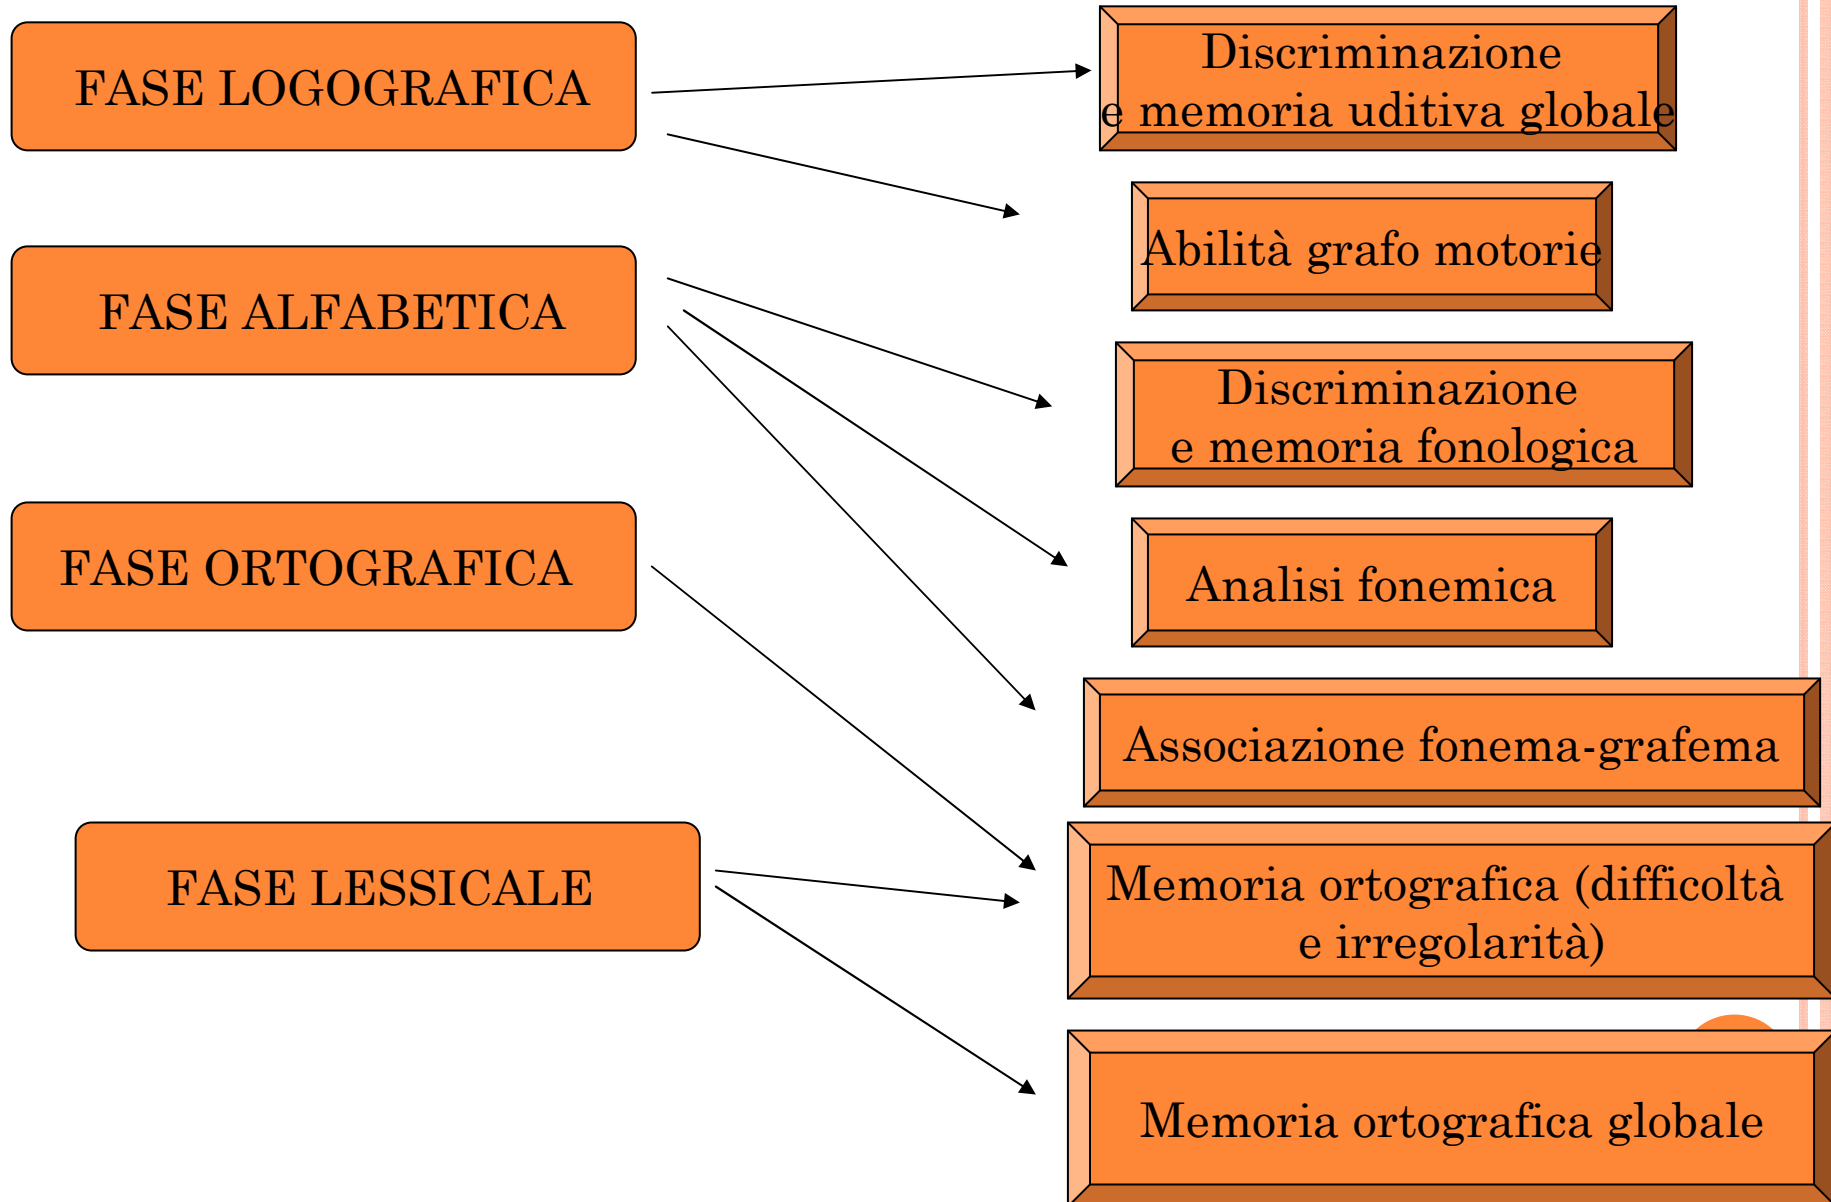 FASE LOGOGRAFICA
FASE ALFABETICA
FASE ORTOGRAFICA
FASE LESSICALE
Discriminazione
e memoria uditiva globale
Abilità grafo motorie
Discriminazione
e memoria fonologica
Analisi fonemica
Associazione fonema-grafema
Memoria ortografica (difficoltà
e irregolarità)
Memoria ortografica globale